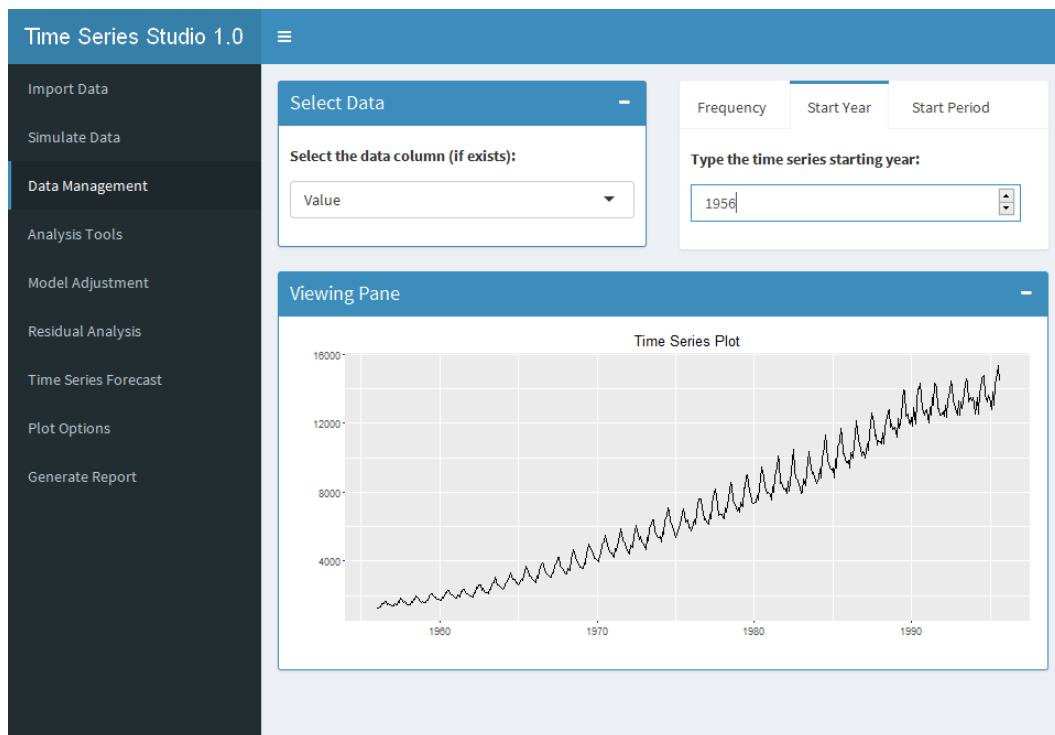 Time Series Studio 1.0
Import Data
Simulate Data
Data Management
Analysis Tools
Model Adjustment
Residual Analysis
Time Series Forecast
Plot Options
Generate Report
Select Data
Select the data column (if exists):
Value
Frequency Start Year Start Period
Type the time series starting year:
1956
Viewing Pane
Time Series Plot
16000
12000
8000
4000
1960 1970 1980 1990